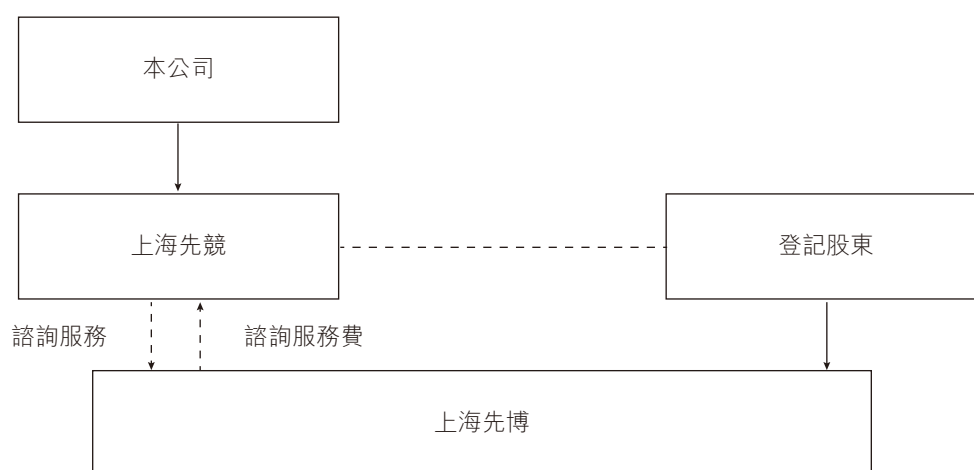 本公司
上海先競
登記股東
諮詢服務
諮詢服務費
上海先博